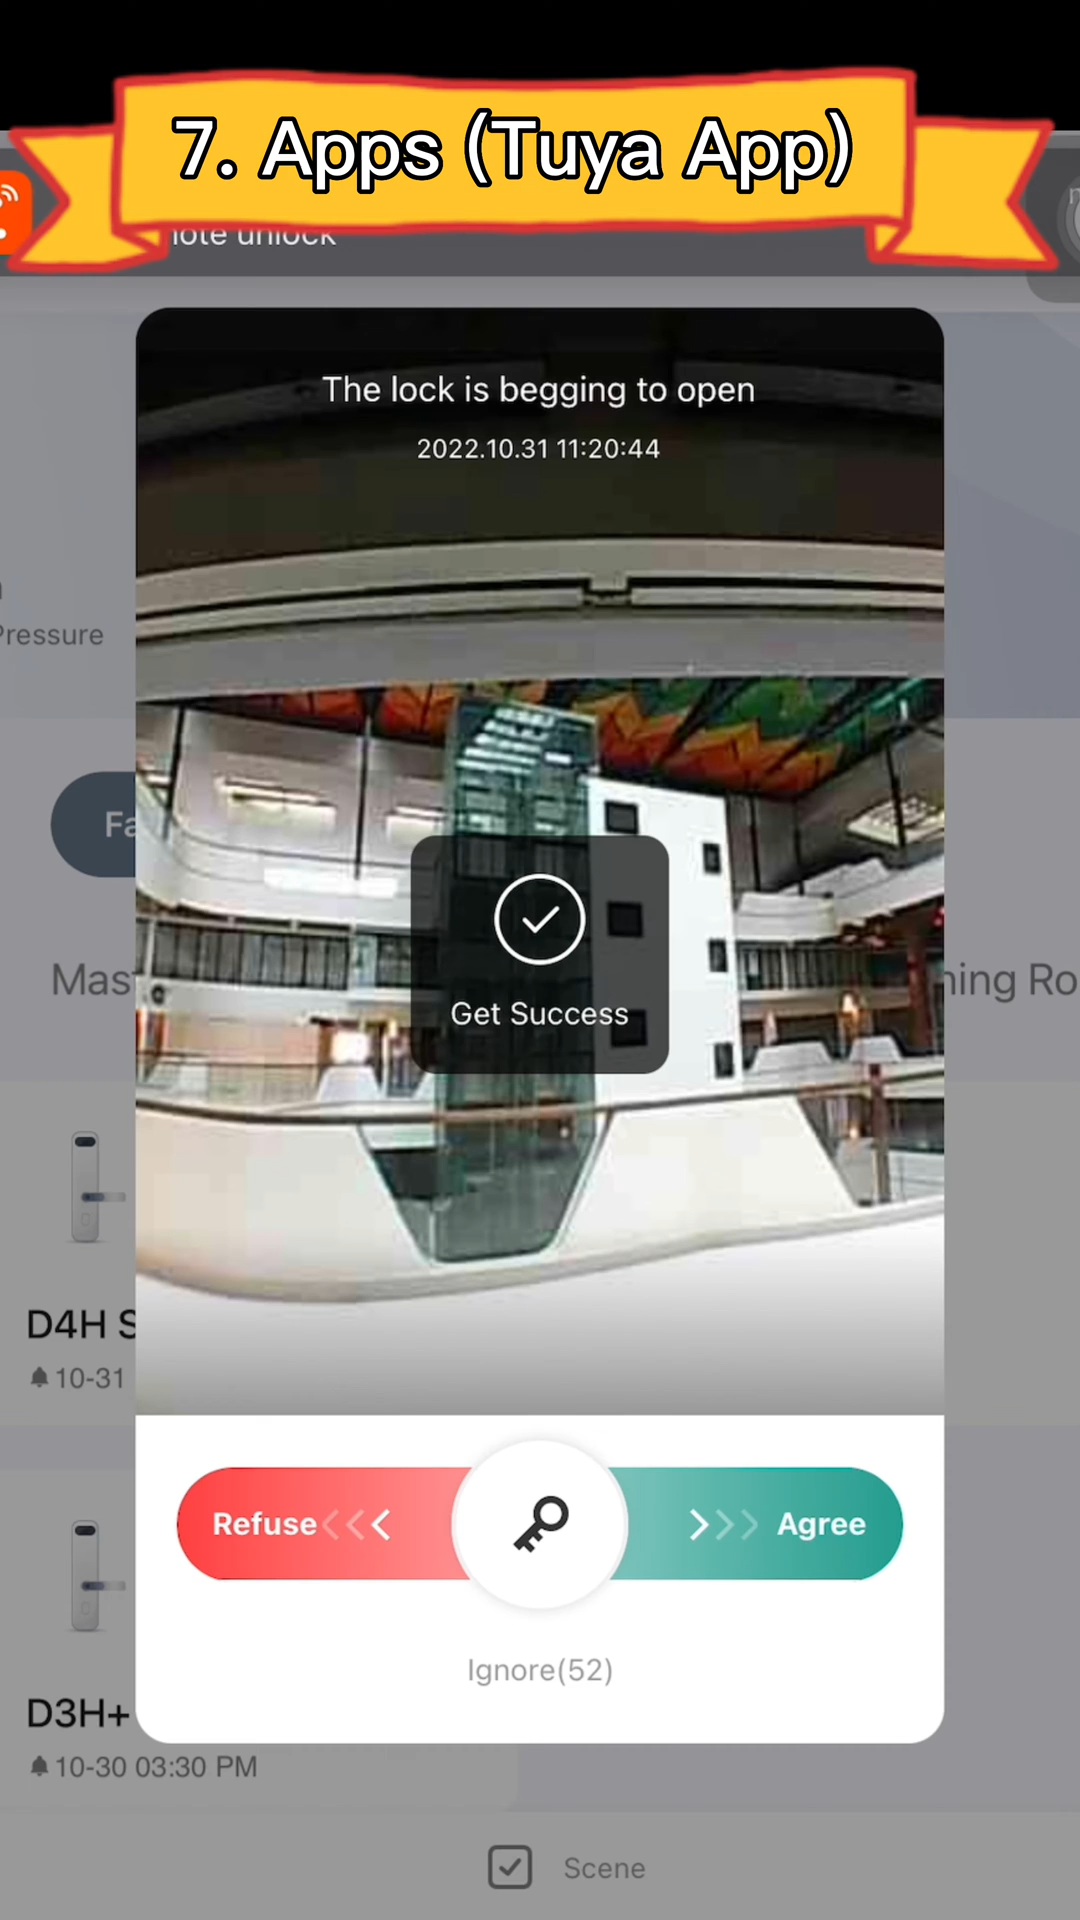 7. Apps (Tuya App)
unlock
The lock is begging to open
2022.10.31 11:20:44
Pressure
Get Success
D4H S
10-31
Refuse
Agree
Ignore(52)
D3H+
10-30 03:30 PM
Scene